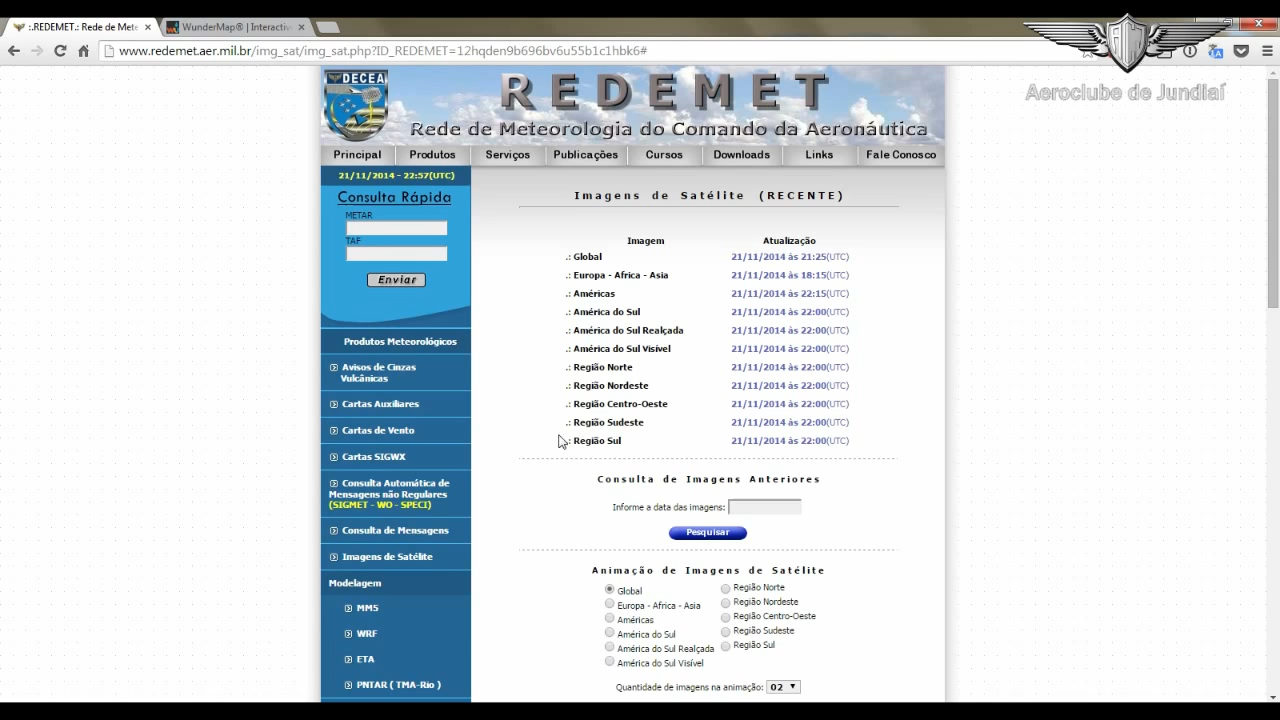 :.REDEMET.: Rede de Mete
WunderMap® | Interactiv
www.redemet.aer.mil.br/img_sat/img_sat.php?ID_REDEMET=12hqden9b696bv6u55b1c1hbk6#
Aeroclube de Jundiaí
DECEA
REDEMET
Rede de Meteorologia do Comando da Aeronáutica
Principal Produtos Serviços Publicações Cursos Downloads Links Fale Conosco
21/11/2014 - 22:57(UTC)
Consulta Rápida
METAR
TAF
Enviar
Produtos Meteorológicos
Avisos de Cinzas
Vulcânicas
Cartas Auxiliares
Cartas de Vento
Cartas SIGWX
Consulta Automática de
Mensagens não Regulares
(SIGMET - WO - SPECI)
Consulta de Mensagens
Imagens de Satélite
Modelagem
MM5
WRF
ETA
PNTAR ( TMA-Rio )
Imagens de Satélite (RECENTE)
Imagem Atualização
.: Global 21/11/2014 às 21:25(UTC)
.: Europa - Africa - Asia 21/11/2014 às 18:15(UTC)
.: Américas 21/11/2014 às 22:15(UTC)
.: América do Sul 21/11/2014 às 22:00(UTC)
.: América do Sul Realçada 21/11/2014 às 22:00(UTC)
.: América do Sul Visível 21/11/2014 às 22:00(UTC)
.: Região Norte 21/11/2014 às 22:00(UTC)
.: Região Nordeste 21/11/2014 às 22:00(UTC)
.: Região Centro-Oeste 21/11/2014 às 22:00(UTC)
.: Região Sudeste 21/11/2014 às 22:00(UTC)
.: Região Sul 21/11/2014 às 22:00(UTC)
Consulta de Imagens Anteriores
Informe a data das imagens:
Pesquisar
Animação de Imagens de Satélite
Global Região Norte
Europa - Africa - Asia Região Nordeste
Américas Região Centro-Oeste
América do Sul Região Sudeste
América do Sul Realçada Região Sul
América do Sul Visível
Quantidade de imagens na animação: 02